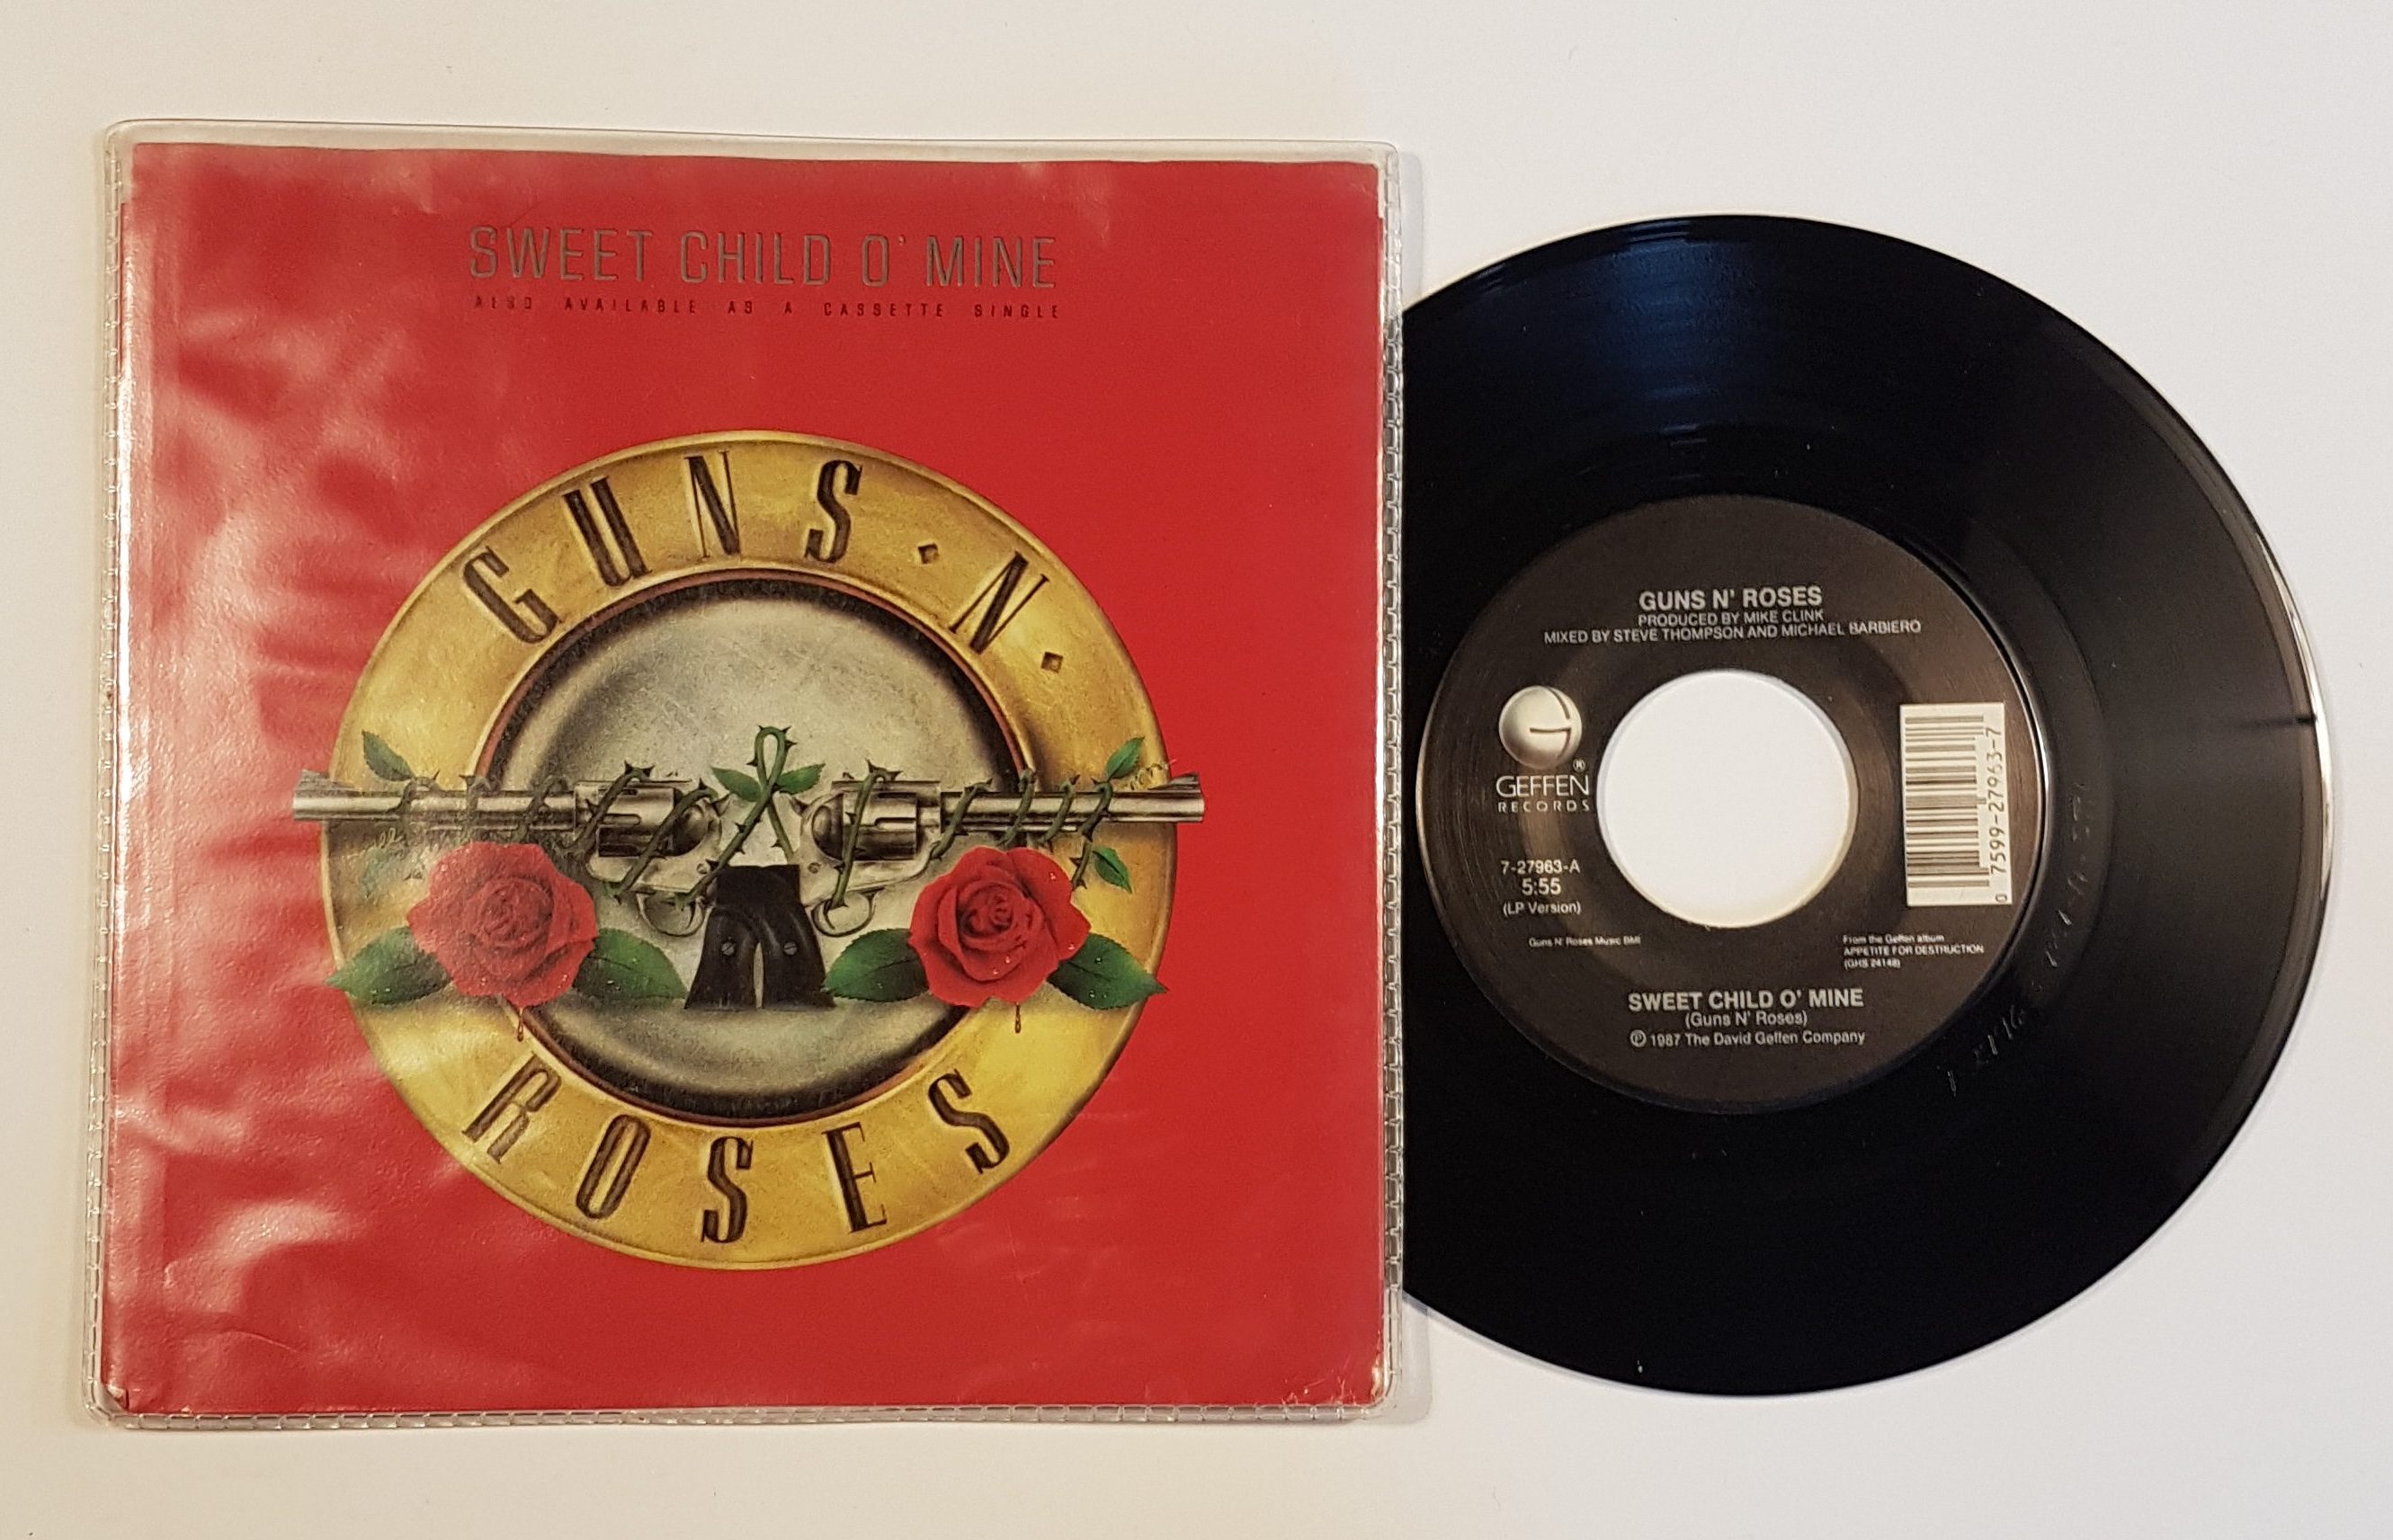 SWEET CHILD O' MINE
ALSO AVAILABLE AS A CASSETTE SINGLE
GUNS · N ·
ROSES
GUNS N' ROSES
PRODUCED BY MIKE CLINK
MIXED BY STEVE THOMPSON AND MICHAEL BARBIERO
GEFFEN®
RECORDS
7-27963-A
5:55
(LP Version)
0 7599-27963-7
Guns N' Roses Music BMI
From the Geffen album
APPETITE FOR DESTRUCTION
(GHS 24148)
SWEET CHILD O' MINE
(Guns N' Roses)
℗ 1987 The David Geffen Company